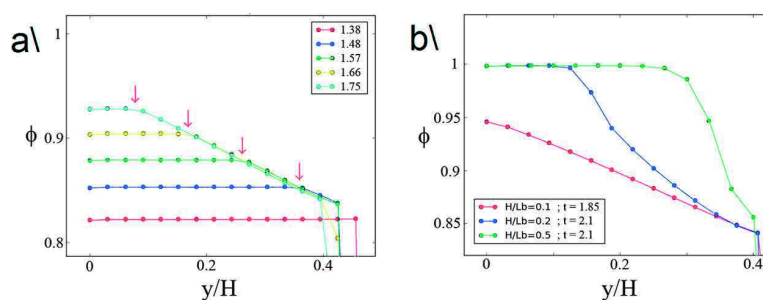 a\
1
0.9
0.8
ϕ
1.38
1.48
1.57
1.66
1.75
0
0.2
0.4
y/H
b\
1
0.95
0.9
0.85
ϕ
H/Lb=0.1 ; t = 1.85
H/Lb=0.2 ; t = 2.1
H/Lb=0.5 ; t = 2.1
0
0.2
0.4
y/H